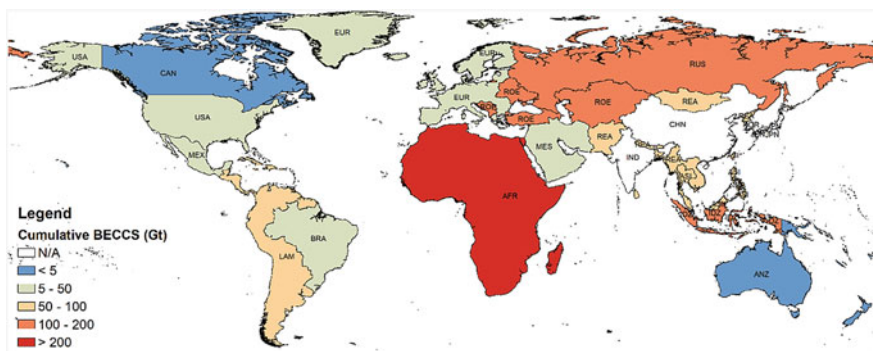 EUR
USA
RUS
CAN
ROE
EUR
ROE
ROE
REA
USA
ROE
CHN
MES
REA
MEX
IND
AFR
BRA
LAM
ANZ
Legend
Cumulative BECCS (Gt)
N/A
< 5
5 - 50
50 - 100
100 - 200
> 200